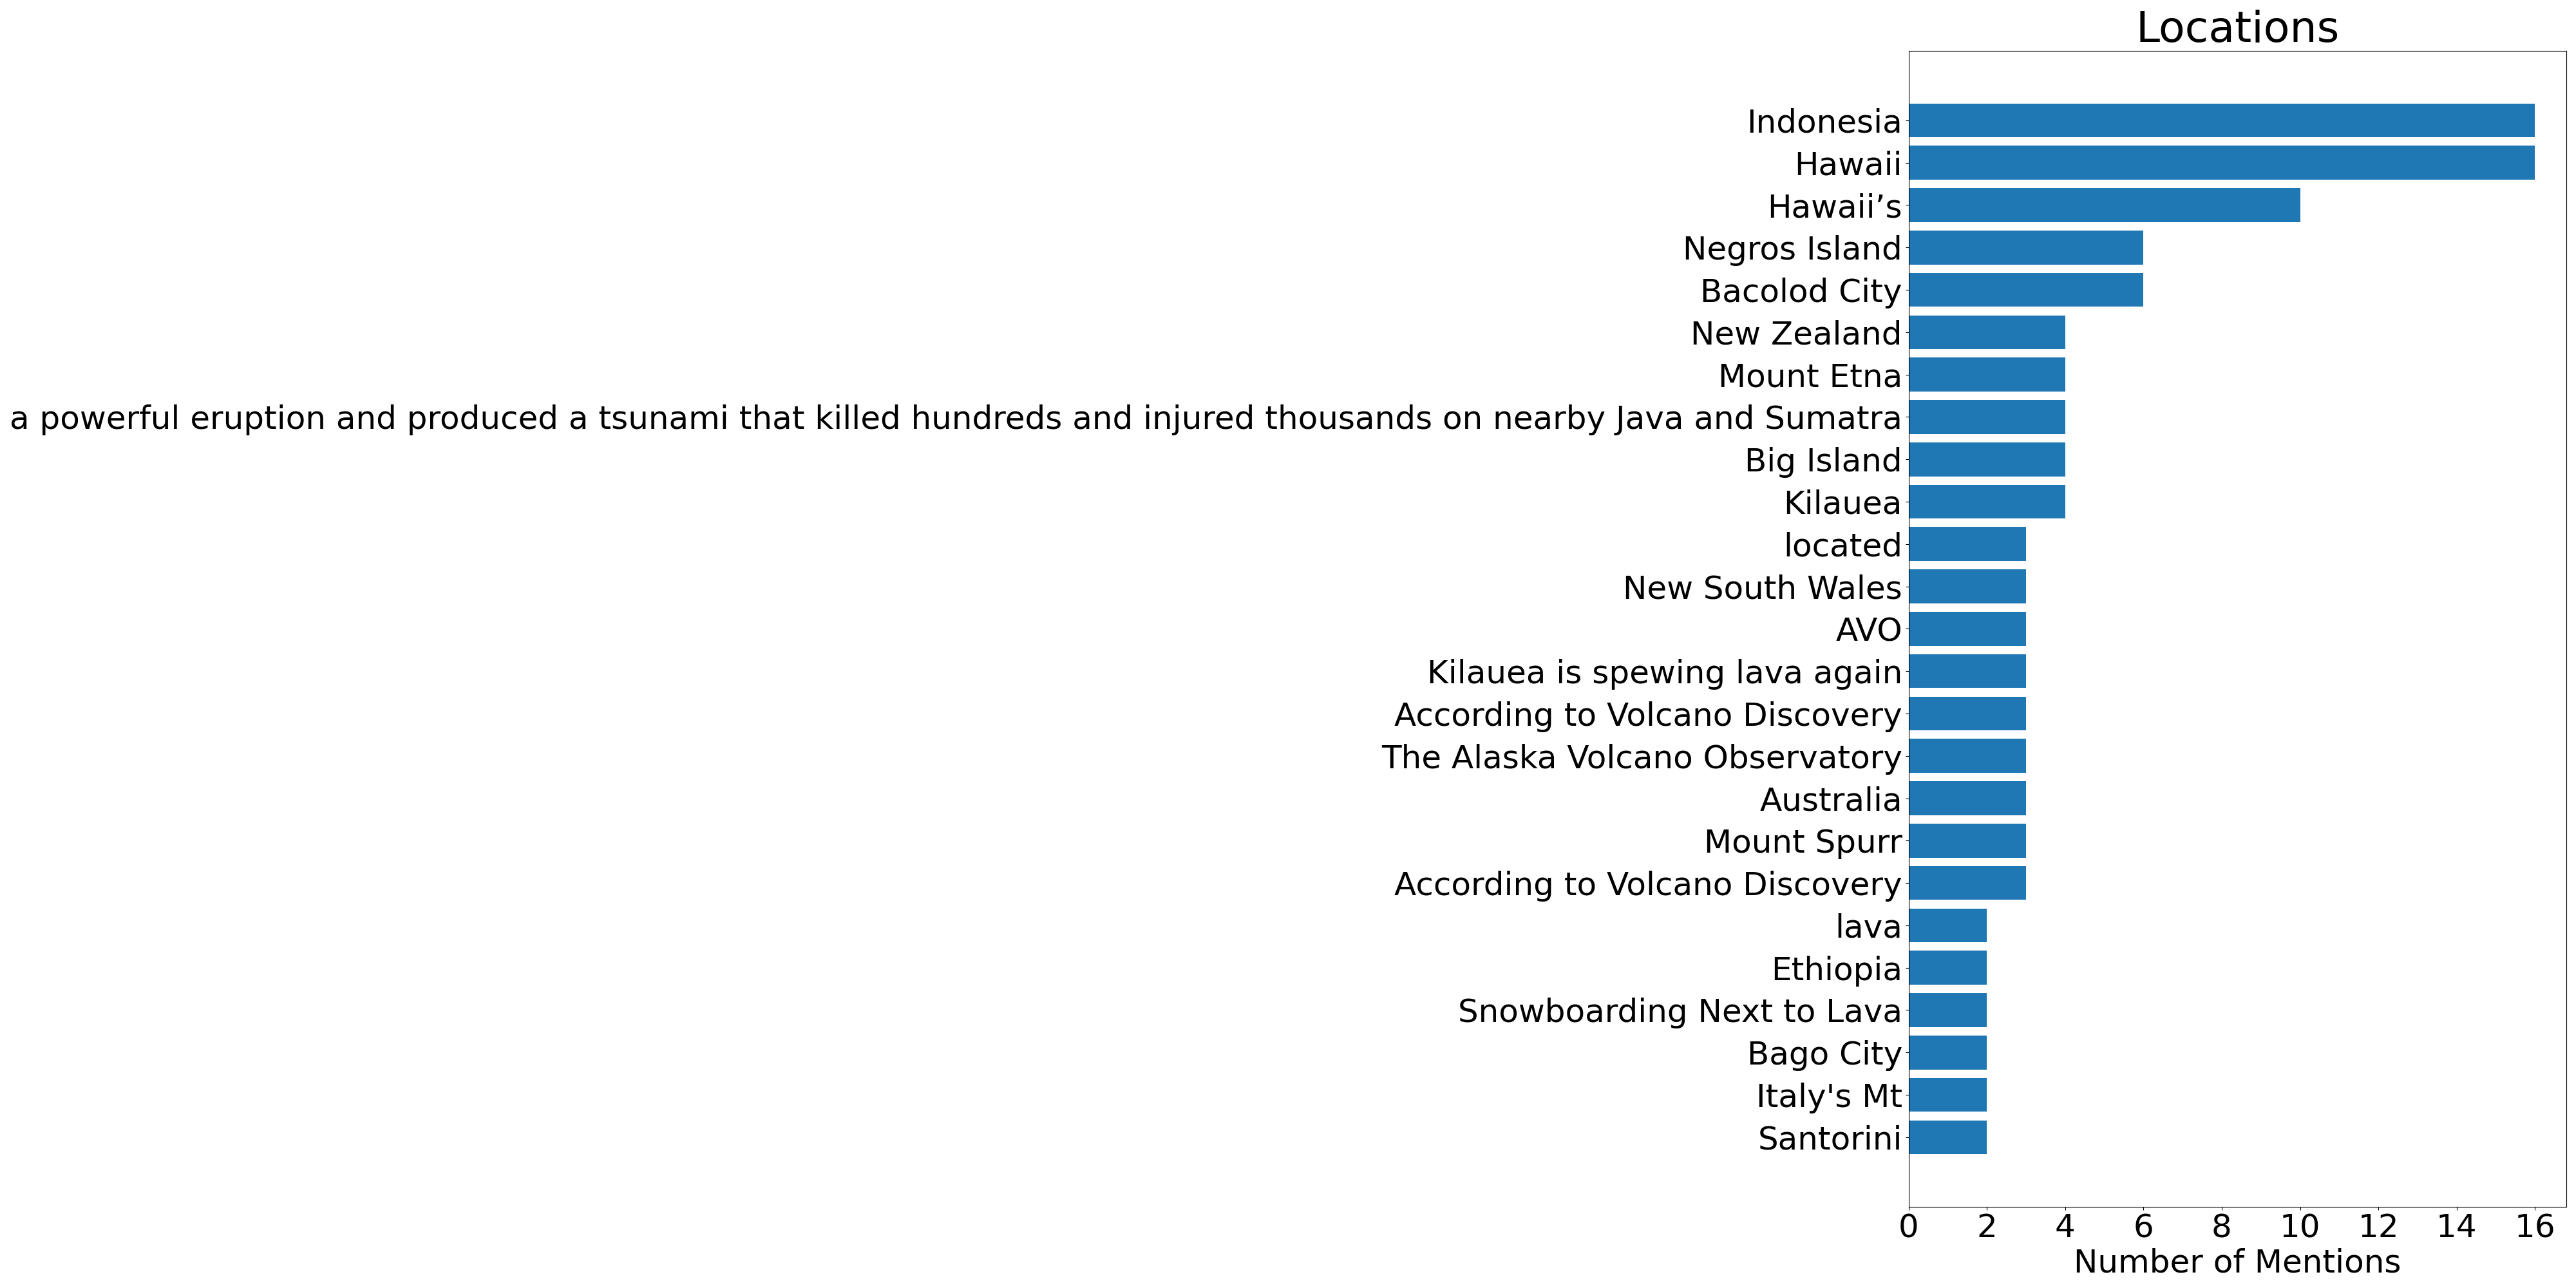 Locations
Indonesia
Hawaii
Hawaii’s
Negros Island
Bacolod City
New Zealand
Mount Etna
a powerful eruption and produced a tsunami that killed hundreds and injured thousands on nearby Java and Sumatra
Big Island
Kilauea
located
New South Wales
AVO
Kilauea is spewing lava again
According to Volcano Discovery
The Alaska Volcano Observatory
Australia
Mount Spurr
According to Volcano Discovery
lava
Ethiopia
Snowboarding Next to Lava
Bago City
Italy's Mt
Santorini
0 2 4 6 8 10 12 14 16
Number of Mentions